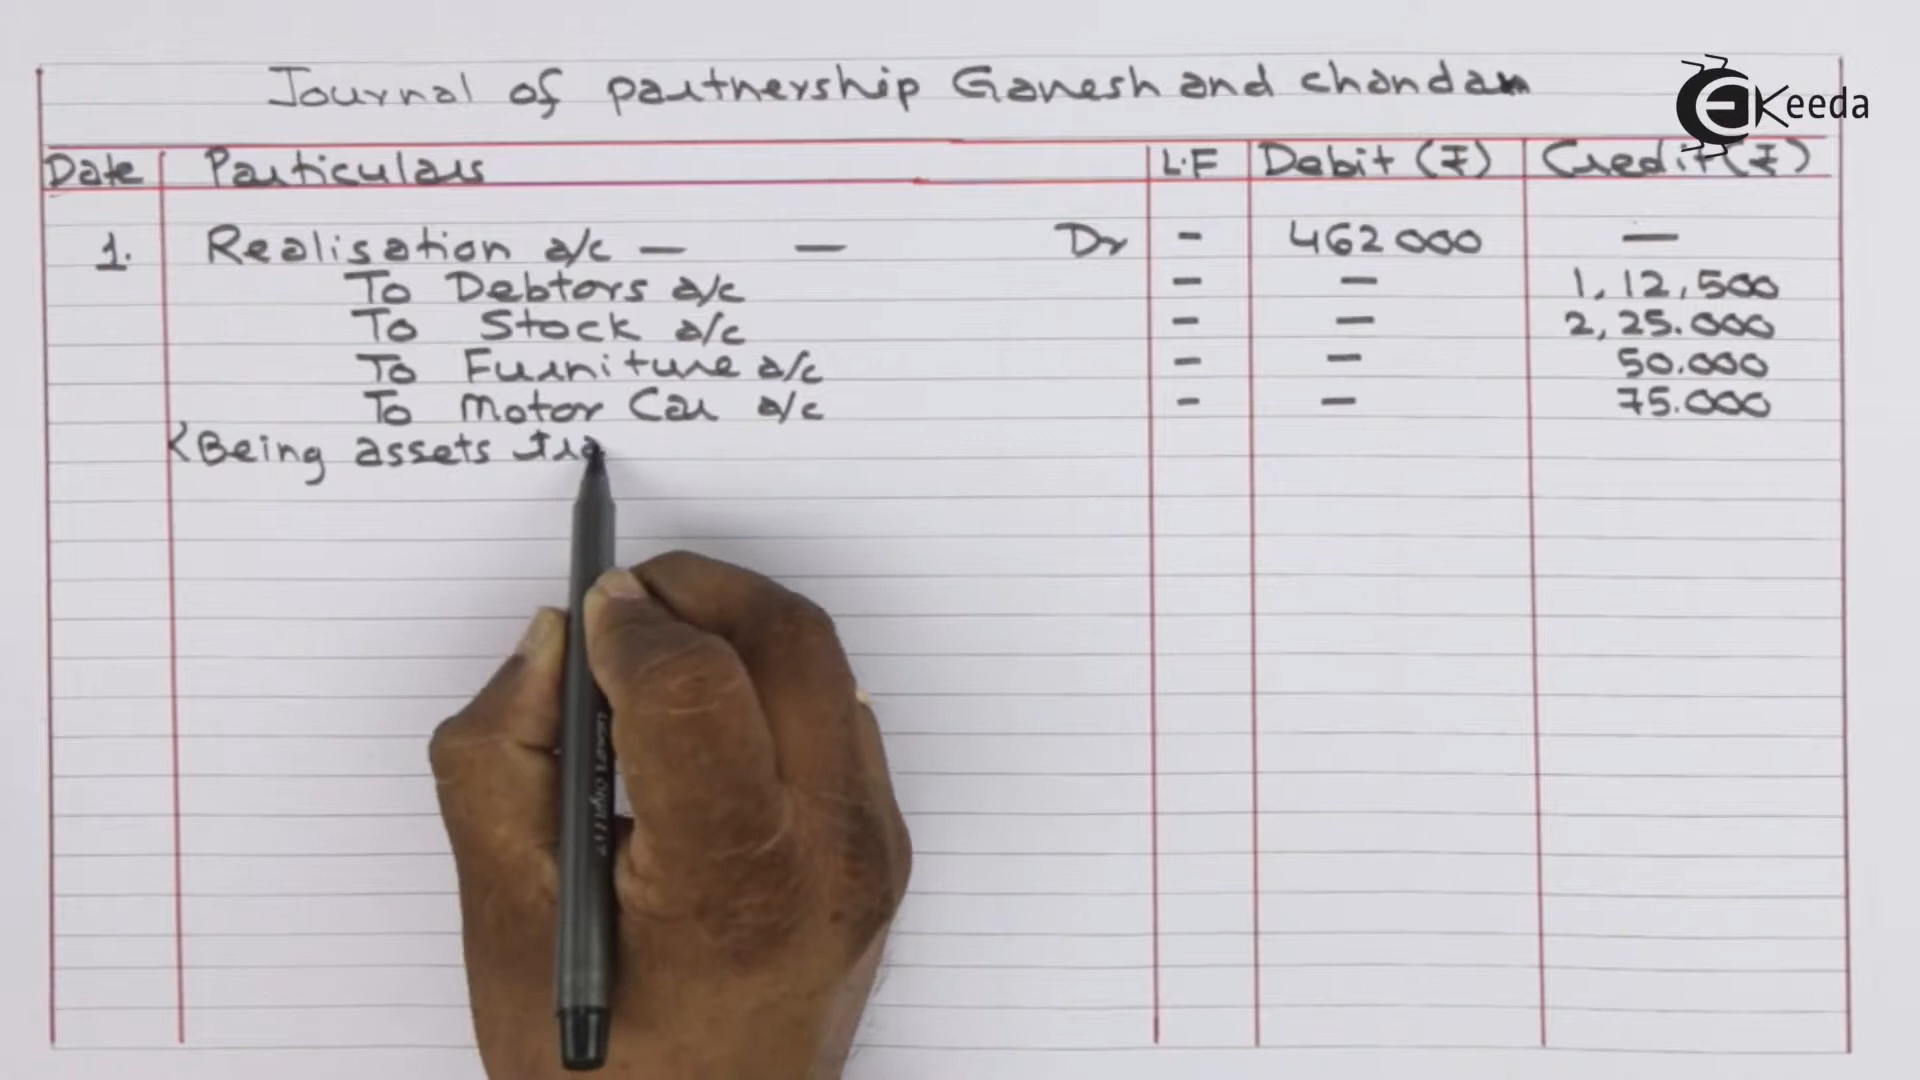 Journal of partnership Ganesh and chandan
Keeda
Date Particulars L.F Debit (₹) Credit (₹)
1. Realisation a/c — — Dr - 462000 —
To Debtors a/c - — 1,12,500
To Stock a/c - — 2,25.000
To Furniture a/c - — 50.000
To Motor Car a/c - — 75.000
(Being assets tra